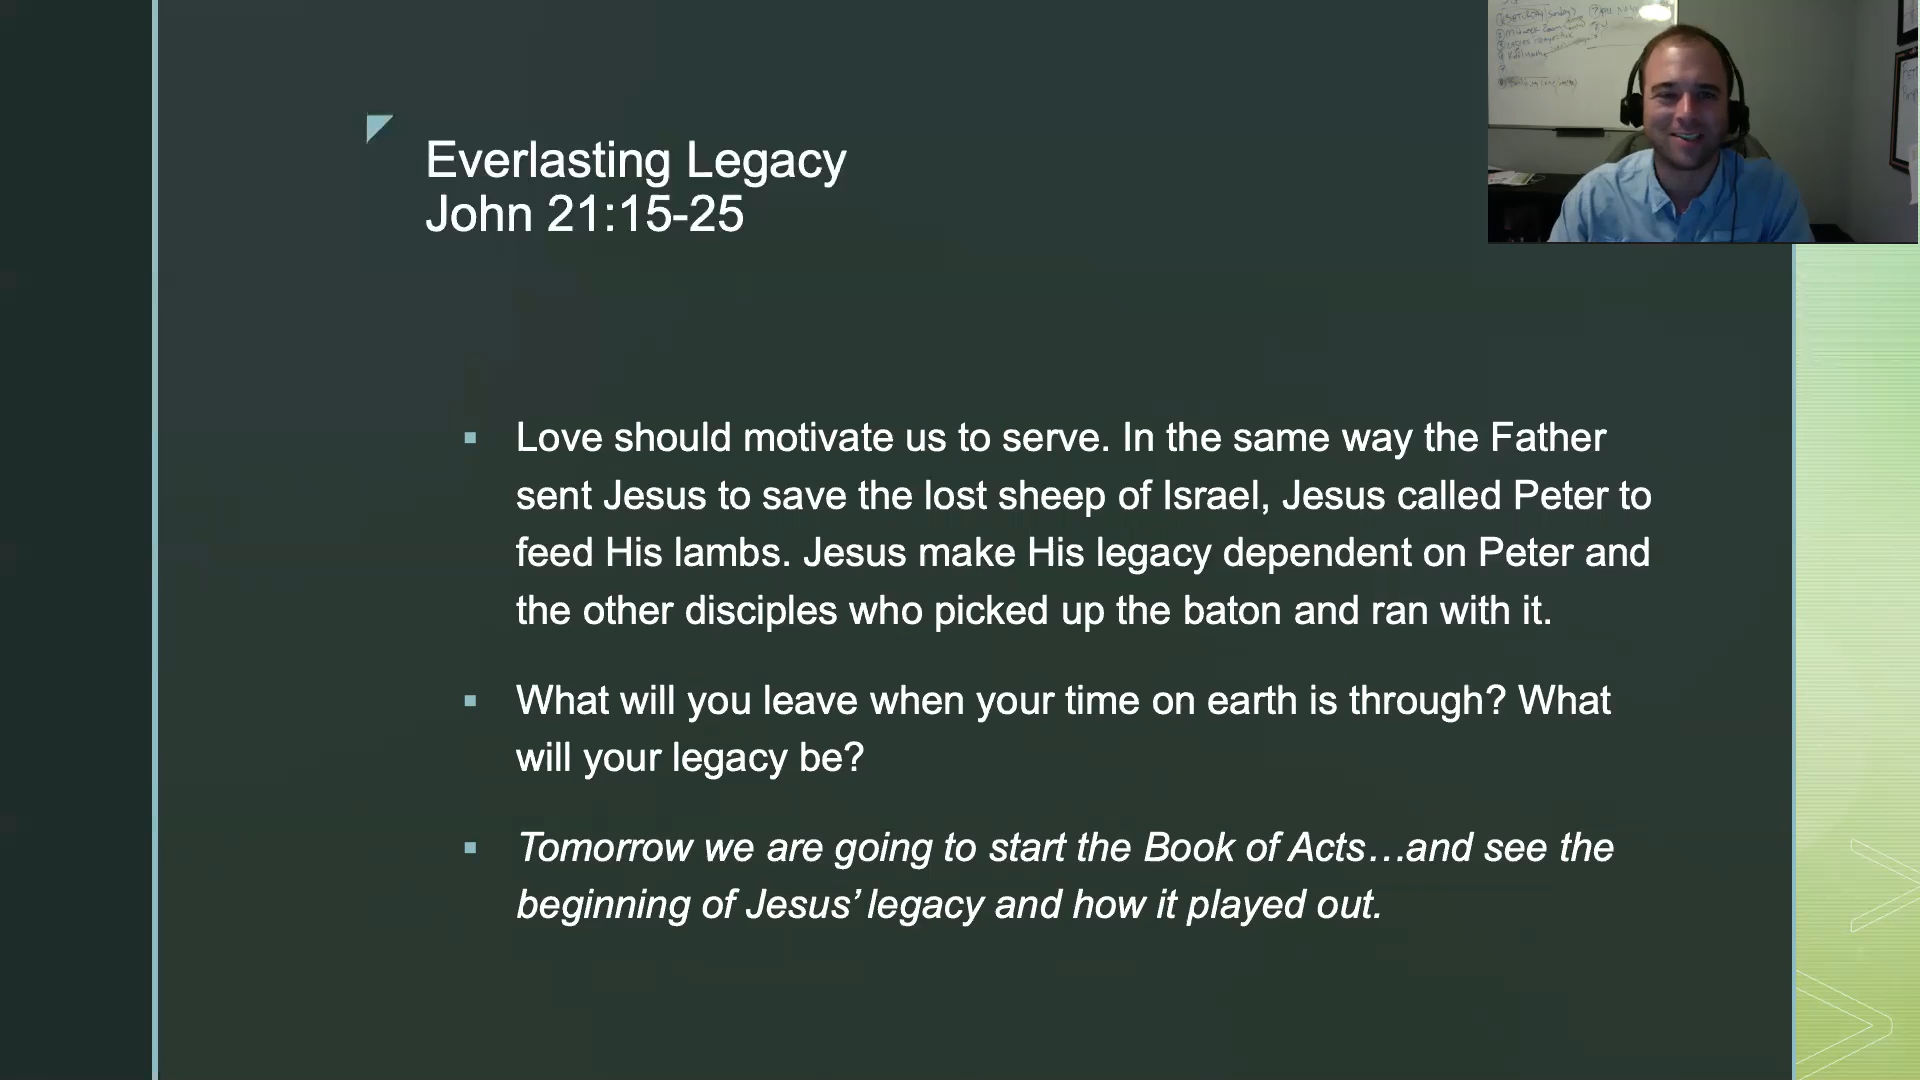 Everlasting Legacy
John 21:15-25
Love should motivate us to serve. In the same way the Father
sent Jesus to save the lost sheep of Israel, Jesus called Peter to
feed His lambs. Jesus make His legacy dependent on Peter and
the other disciples who picked up the baton and ran with it.
What will you leave when your time on earth is through? What
will your legacy be?
Tomorrow we are going to start the Book of Acts…and see the
beginning of Jesus’ legacy and how it played out.